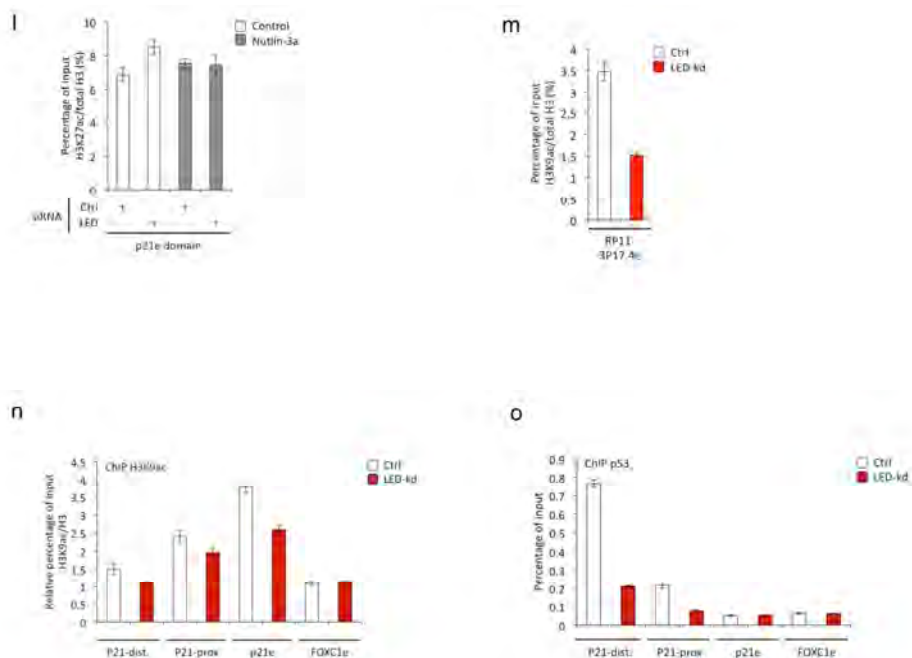 l
Percentage of input
H3K27ac/total H3 (%)
10
8
6
4
2
0
Control
Nutlin-3a
siRNA
Ctrl + +
LED + +
p21e domain
m
Percentage of input
H3K9ac/total H3 (%)
4
3.5
3
2.5
2
1.5
1
0.5
0
Ctrl
LED-kd
RP11
-3P17.4e
n
Relative percentage of input
H3K9ac/H3
ChIP H3K9ac
4.5
4
3.5
3
2.5
2
1.5
1
0.5
0
Ctrl
LED-kd
P21-dist. P21-prox p21e FOXC1e
o
Percentage of input
ChIP p53
0.9
0.8
0.7
0.6
0.5
0.4
0.3
0.2
0.1
0
Ctrl
LED-kd
P21-dist. P21-prox p21e FOXC1e